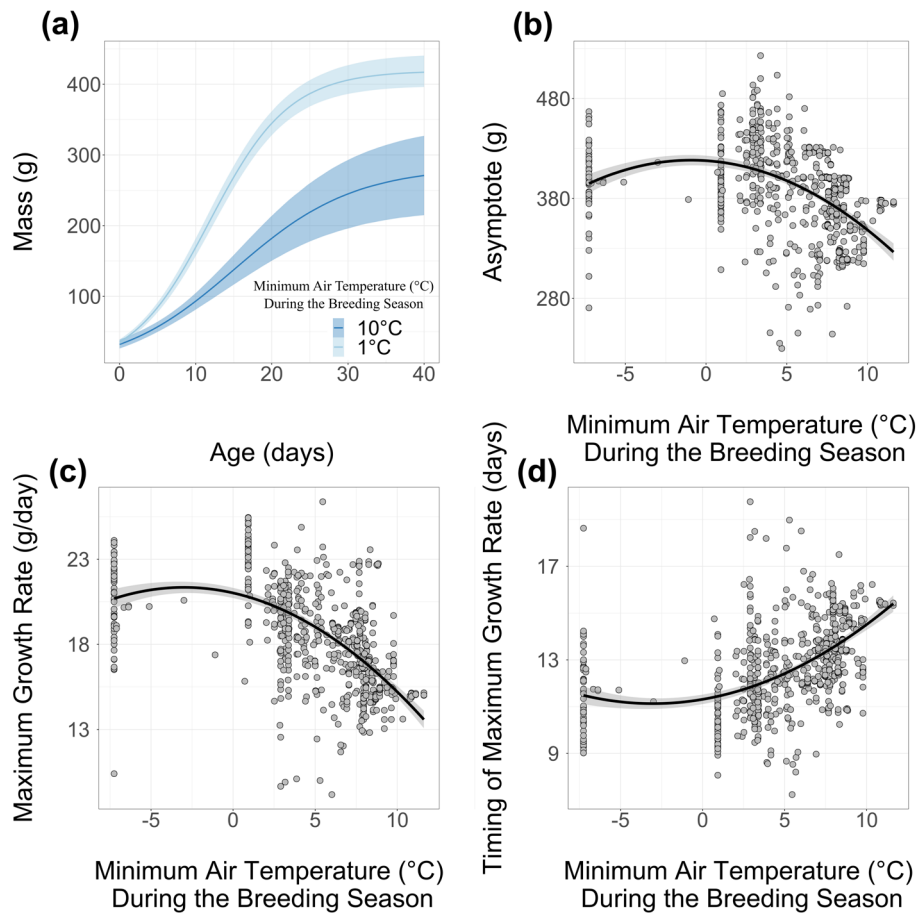 (a)
Mass (g)
400
300
200
100
0
10
20
30
40
Minimum Air Temperature (°C)
During the Breeding Season
10°C
1°C
Age (days)
(b)
Asymptote (g)
480
380
280
-5
0
5
10
Minimum Air Temperature (°C)
During the Breeding Season
(c)
Maximum Growth Rate (g/day)
23
18
13
-5
0
5
10
Minimum Air Temperature (°C)
During the Breeding Season
(d)
Timing of Maximum Growth Rate (days)
17
13
9
-5
0
5
10
Minimum Air Temperature (°C)
During the Breeding Season